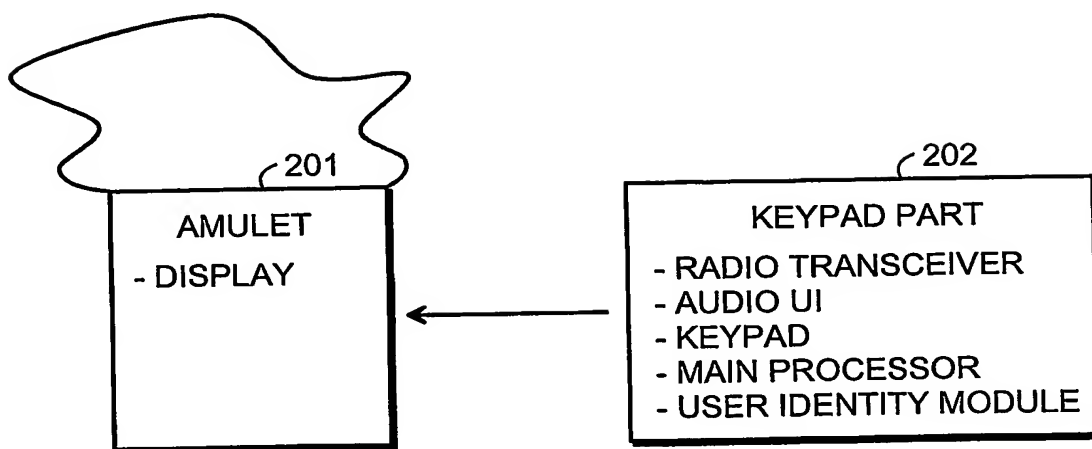 201
AMULET
- DISPLAY
202
KEYPAD PART
- RADIO TRANSCEIVER
- AUDIO UI
- KEYPAD
- MAIN PROCESSOR
- USER IDENTITY MODULE